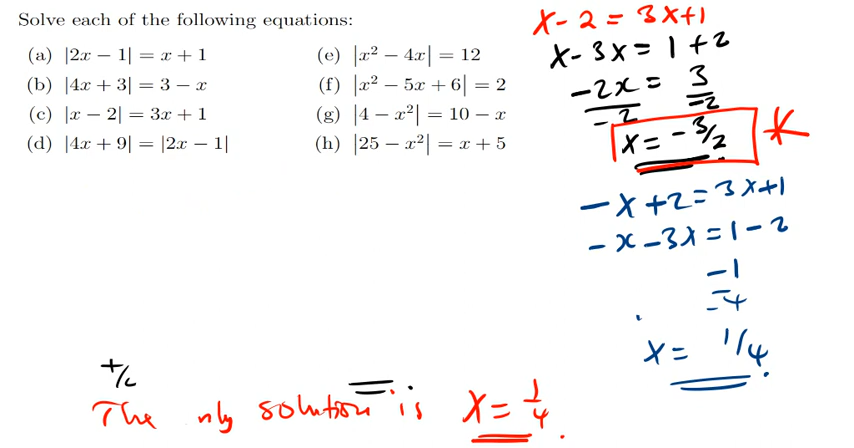 Solve each of the following equations:
(a) |2x − 1| = x + 1
(b) |4x + 3| = 3 − x
(c) |x − 2| = 3x + 1
(d) |4x + 9| = |2x − 1|
(e) |x² − 4x| = 12
(f) |x² − 5x + 6| = 2
(g) |4 − x²| = 10 − x
(h) |25 − x²| = x + 5
x - 2 = 3x+1
x - 3x = 1 + 2
-2x = 3
-2 -2
x = -3/2 *
-x + 2 = 3x+1
-x - 3x = 1 - 2
-1
-4
x = 1/4
The only solution is x = 1/4.